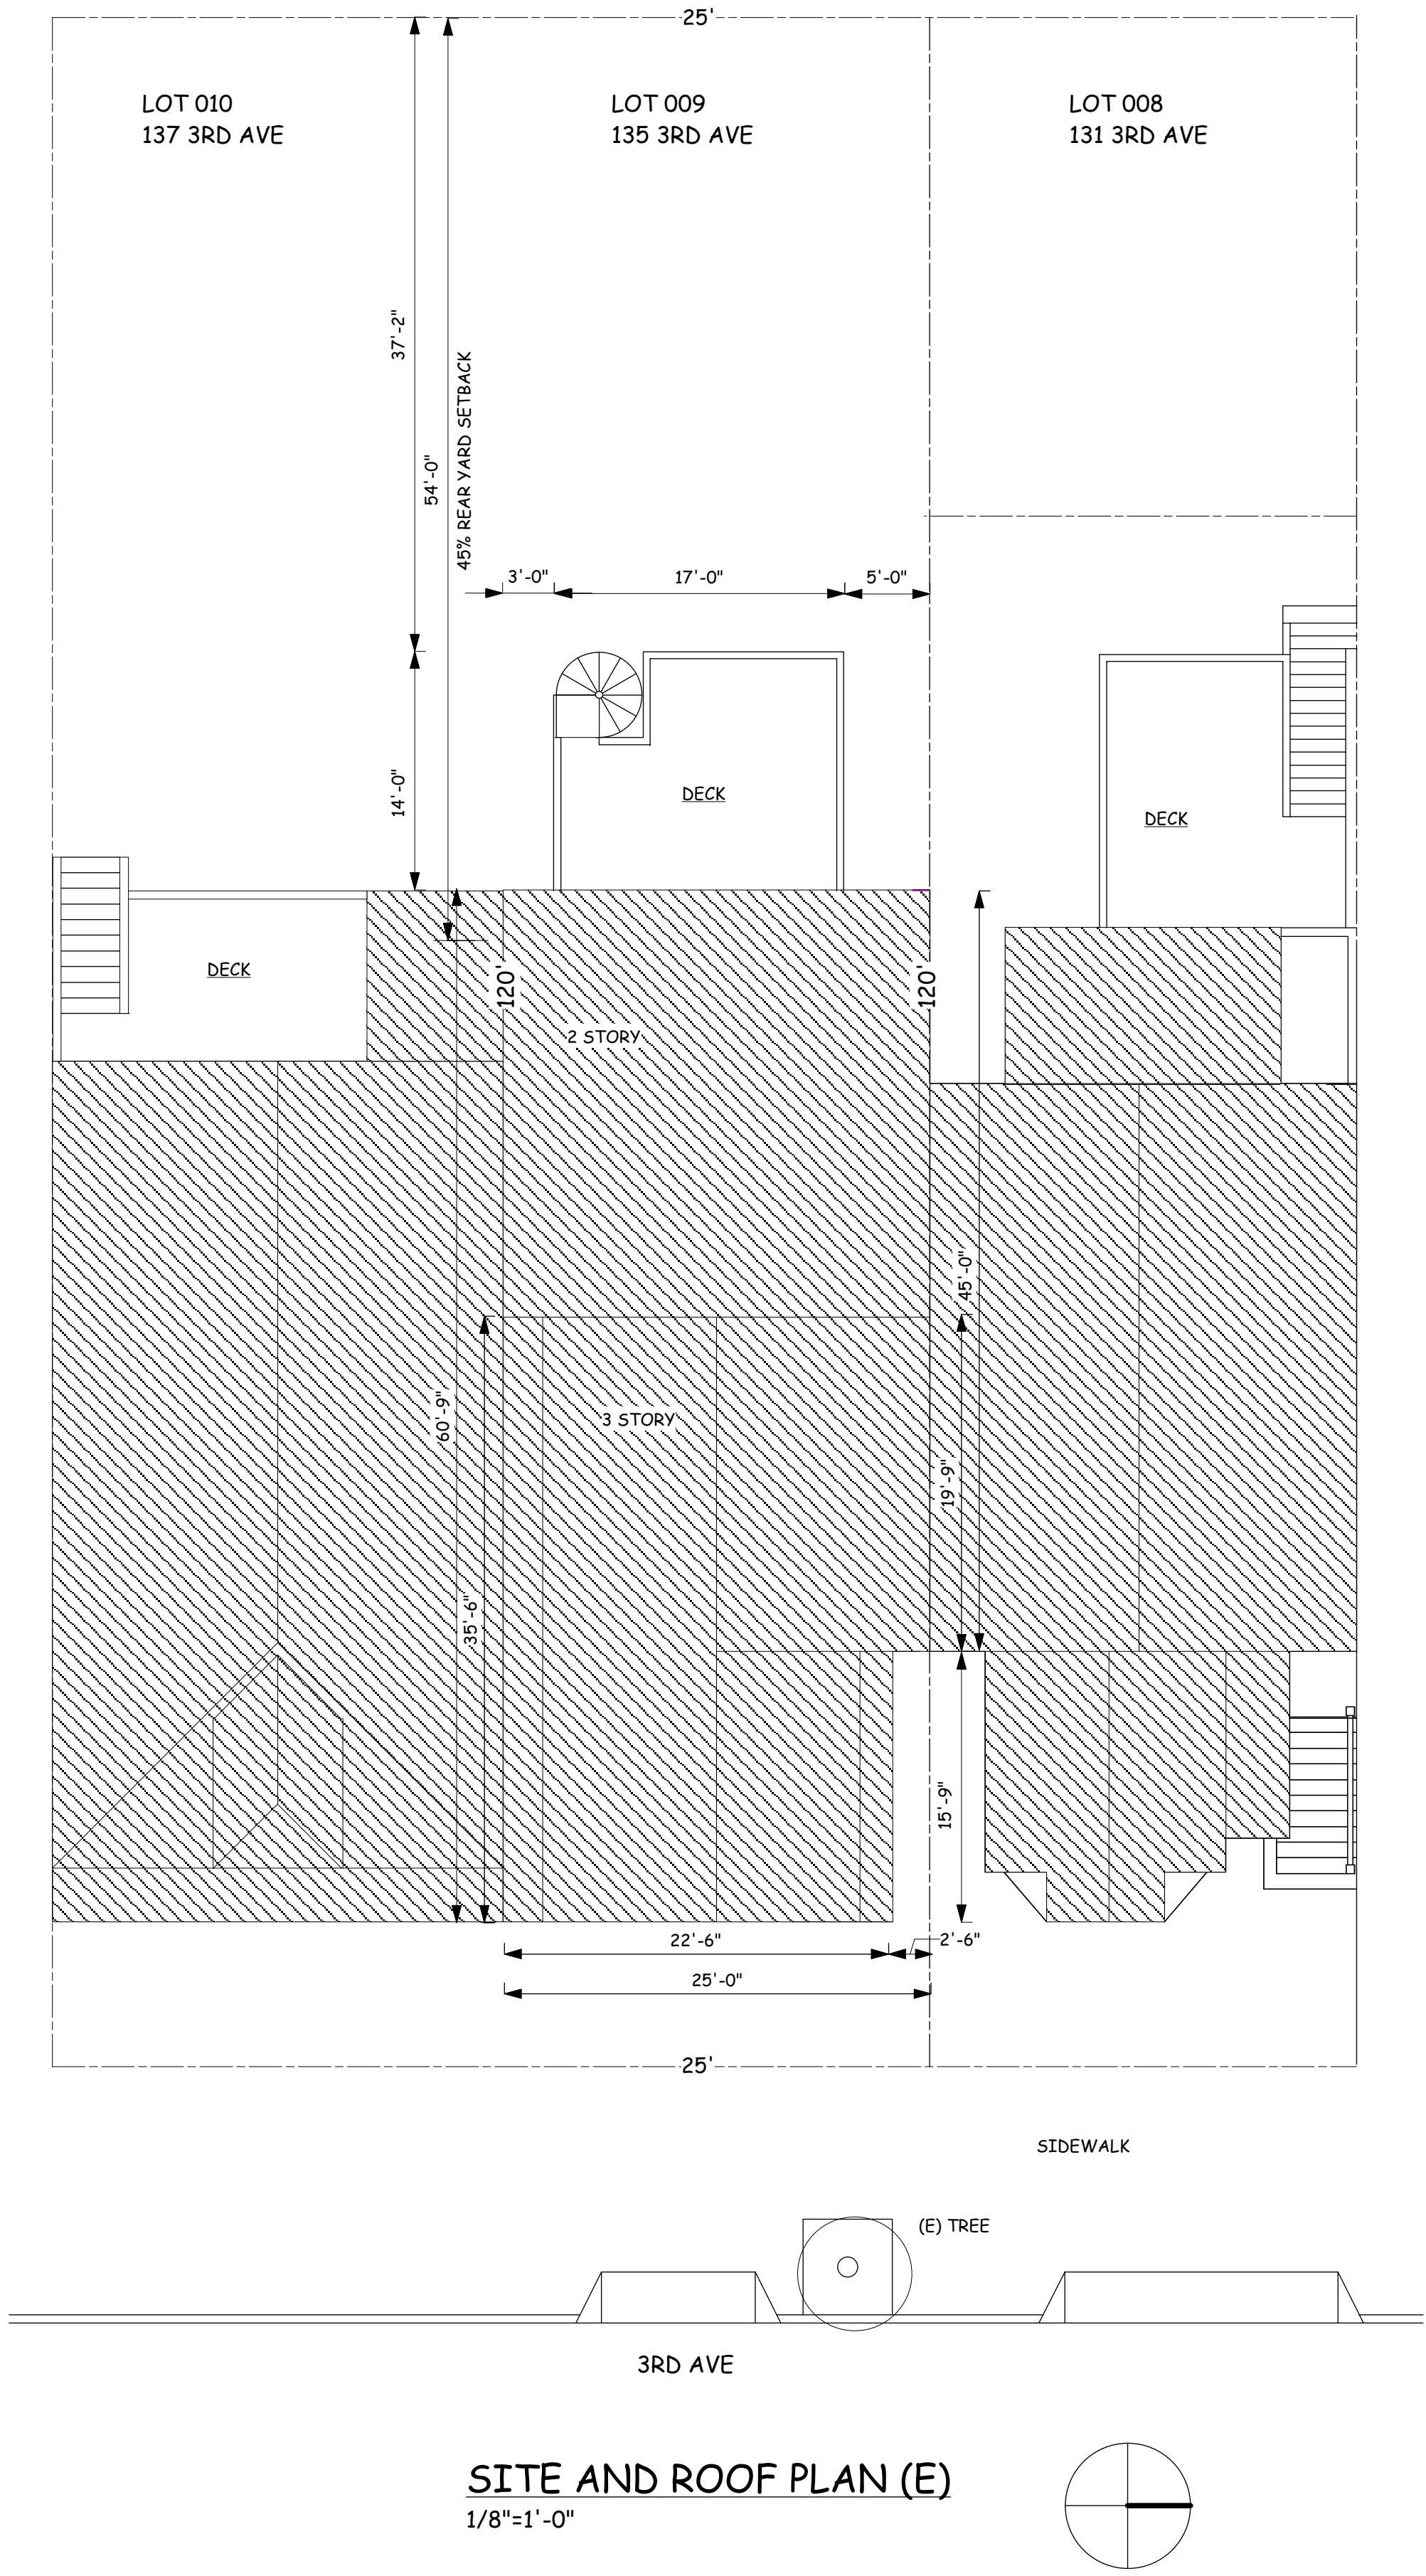 25'
LOT 010
137 3RD AVE
LOT 009
135 3RD AVE
LOT 008
131 3RD AVE
37'-2"
54'-0"
45% REAR YARD SETBACK
3'-0"
17'-0"
5'-0"
14'-0"
DECK
DECK
DECK
120'
120'
2 STORY
45'-0"
60'-9"
3 STORY
19'-9"
35'-6"
15'-9"
22'-6"
2'-6"
25'-0"
25'
SIDEWALK
(E) TREE
3RD AVE
SITE AND ROOF PLAN (E)
1/8"=1'-0"